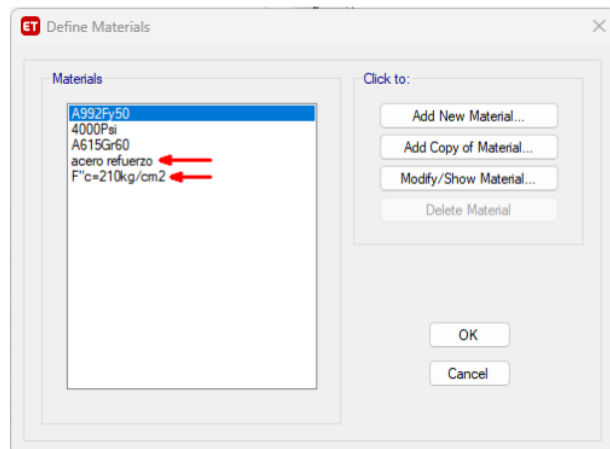 ET Define Materials
Materials
A992Fy50
4000Psi
A615Gr60
acero refuerzo
F"c=210kg/cm2
Click to:
Add New Material...
Add Copy of Material...
Modify/Show Material...
Delete Material
OK
Cancel